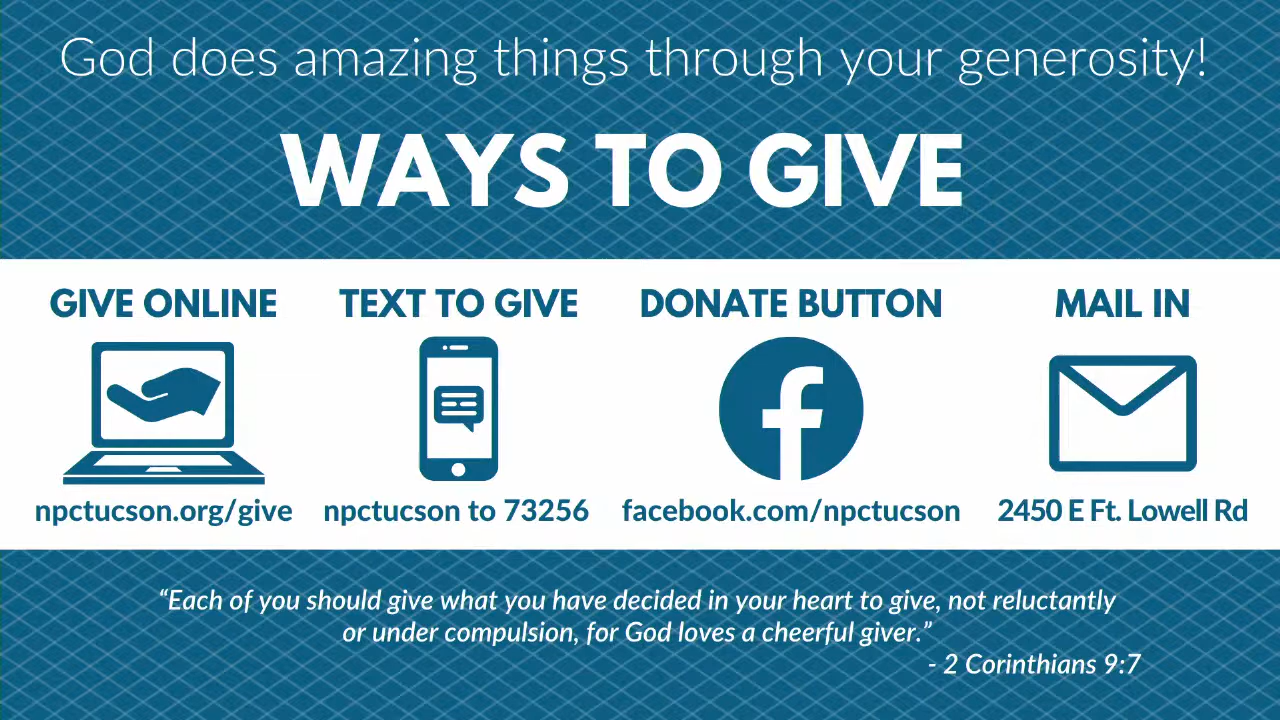 God does amazing things through your generosity!
WAYS TO GIVE
GIVE ONLINE
npctucson.org/give
TEXT TO GIVE
npctucson to 73256
DONATE BUTTON
facebook.com/npctucson
MAIL IN
2450 E Ft. Lowell Rd
“Each of you should give what you have decided in your heart to give, not reluctantly
or under compulsion, for God loves a cheerful giver.”
- 2 Corinthians 9:7